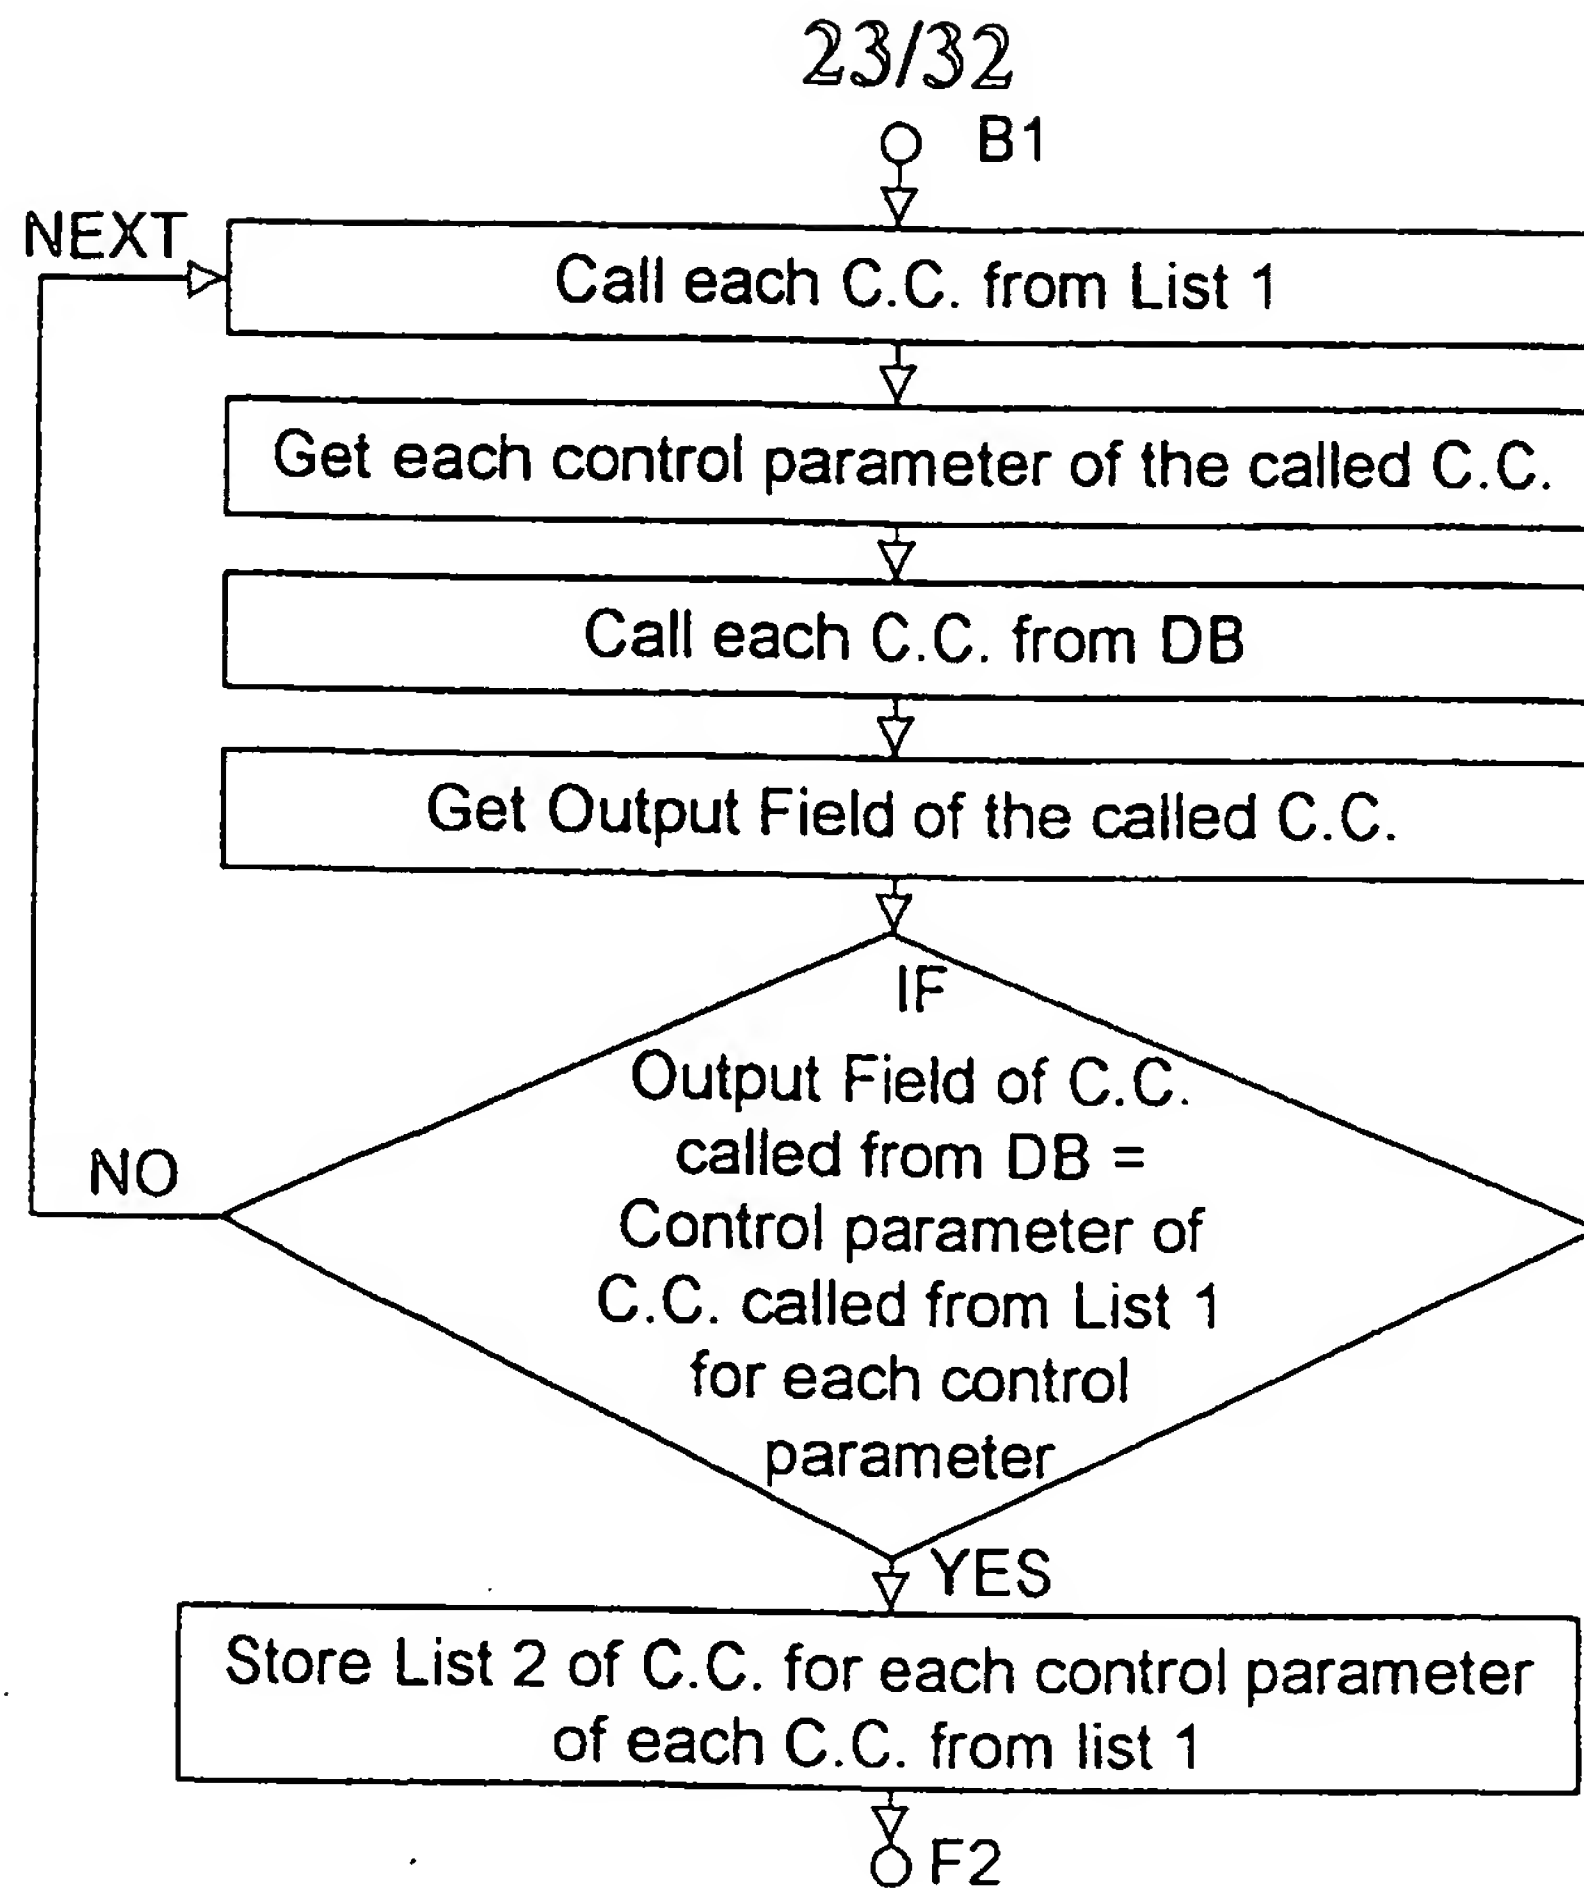 23/32
B1
NEXT
Call each C.C. from List 1
Get each control parameter of the called C.C.
Call each C.C. from DB
Get Output Field of the called C.C.
IF
Output Field of C.C.
called from DB =
Control parameter of
C.C. called from List 1
for each control
parameter
NO
YES
Store List 2 of C.C. for each control parameter
of each C.C. from list 1
F2